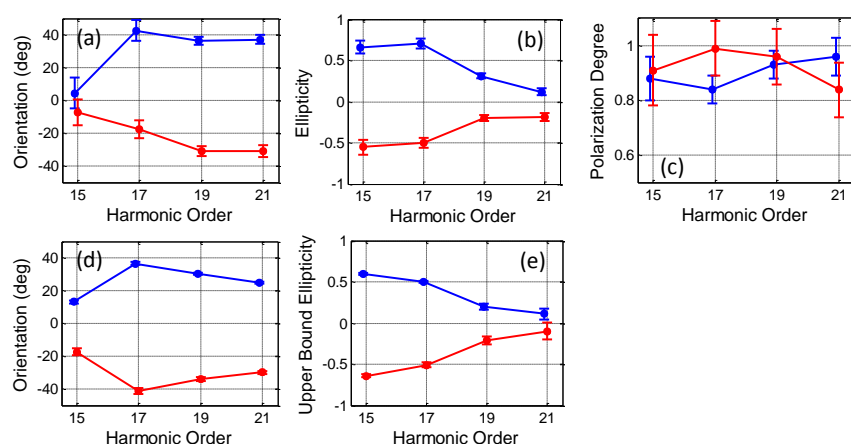 (a)
Orientation (deg)
40
20
0
-20
-40
15
17
19
21
Harmonic Order
(b)
Ellipticity
1
0.5
0
-0.5
-1
15
17
19
21
Harmonic Order
(c)
Polarization Degree
1
0.8
0.6
15
17
19
21
Harmonic Order
(d)
Orientation (deg)
40
20
0
-20
-40
15
17
19
21
Harmonic Order
(e)
Upper Bound Ellipticity
1
0.5
0
-0.5
-1
15
17
19
21
Harmonic Order